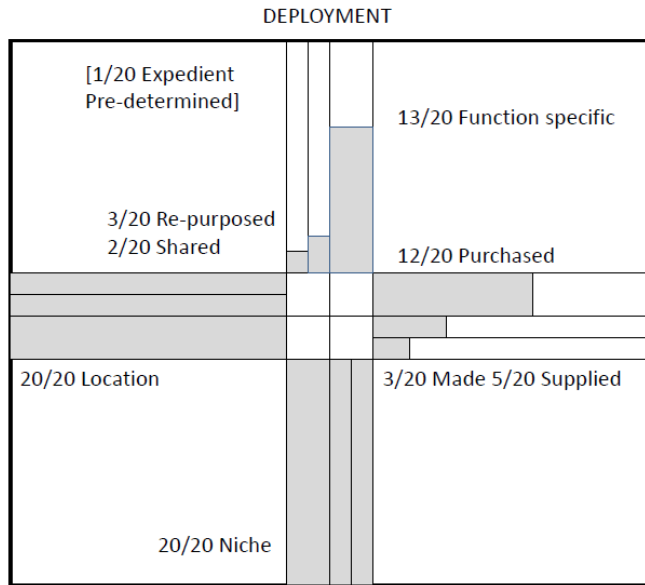 DEPLOYMENT
[1/20 Expedient
Pre-determined]
13/20 Function specific
3/20 Re-purposed
2/20 Shared
12/20 Purchased
20/20 Location
3/20 Made 5/20 Supplied
20/20 Niche